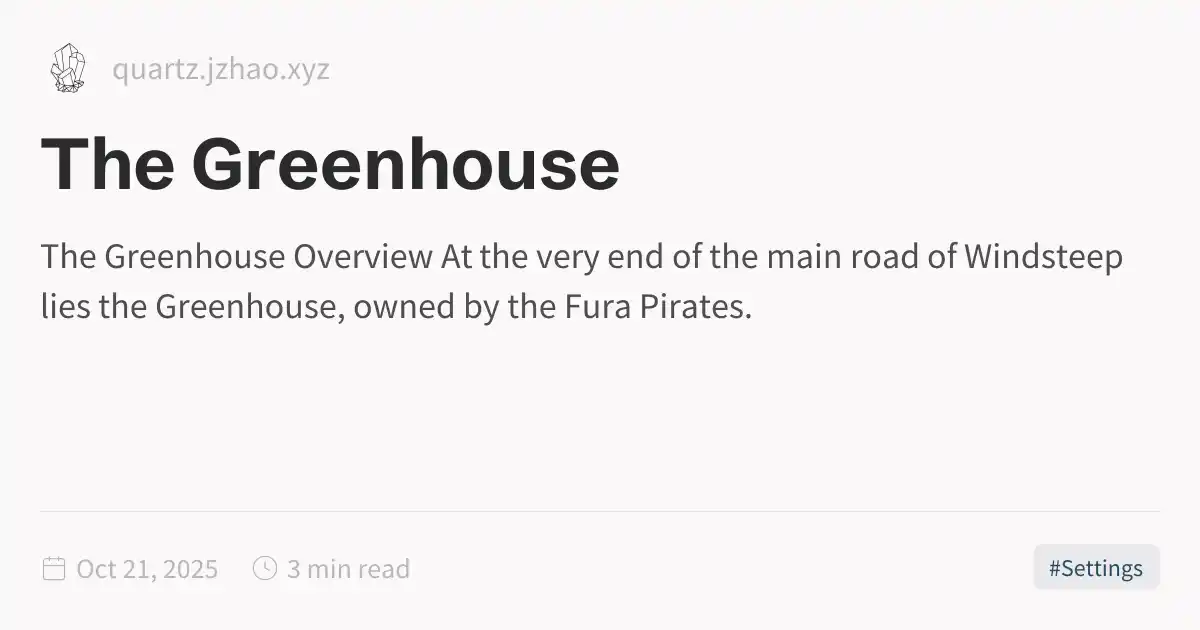 quartz.jzhao.xyz
The Greenhouse
The Greenhouse Overview At the very end of the main road of Windsteep
lies the Greenhouse, owned by the Fura Pirates.
Oct 21, 2025 3 min read #Settings